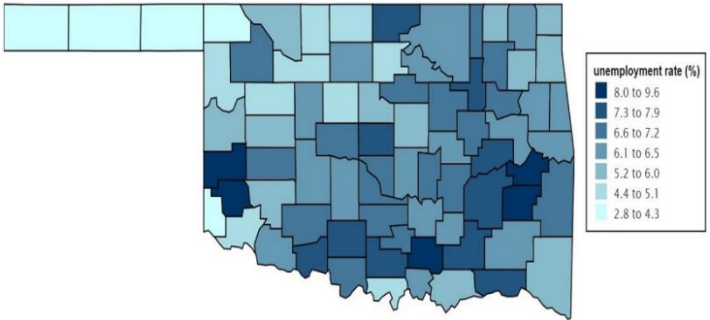 unemployment rate (%)
8.0 to 9.6
7.3 to 7.9
6.6 to 7.2
6.1 to 6.5
5.2 to 6.0
4.4 to 5.1
2.8 to 4.3